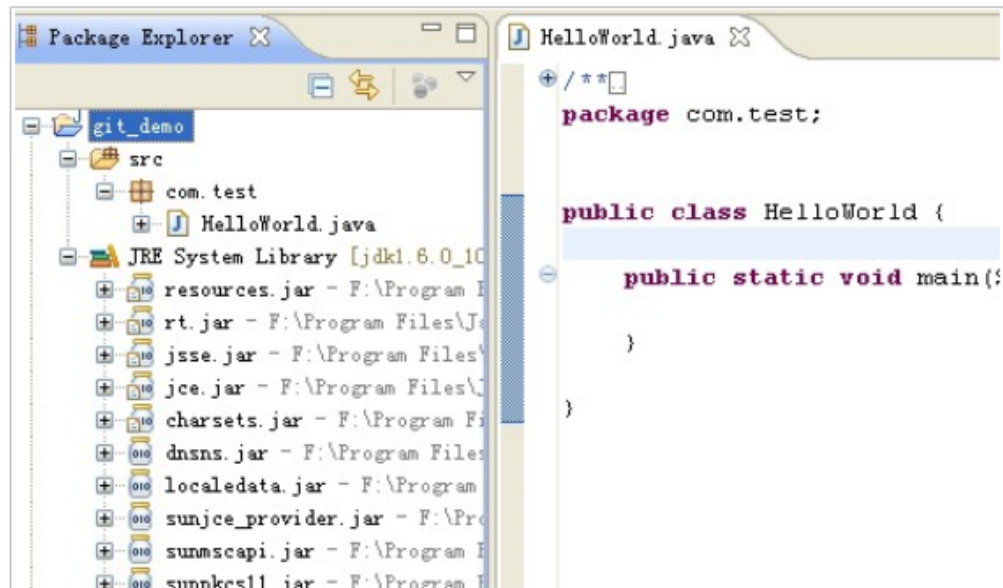 Package Explorer
git_demo
src
com.test
HelloWorld.java
JRE System Library [jdk1.6.0_10
resources.jar - F:\Program
rt.jar - F:\Program Files\Ja
jsse.jar - F:\Program Files\
jce.jar - F:\Program Files\J
charsets.jar - F:\Program Fi
dnsns.jar - F:\Program Files
localedata.jar - F:\Program
sunjce_provider.jar - F:\Pro
sunmscapi.jar - F:\Program
sunpkcs11.jar - F:\Program
HelloWorld.java
/**
package com.test;
public class HelloWorld {
public static void main(
}
}